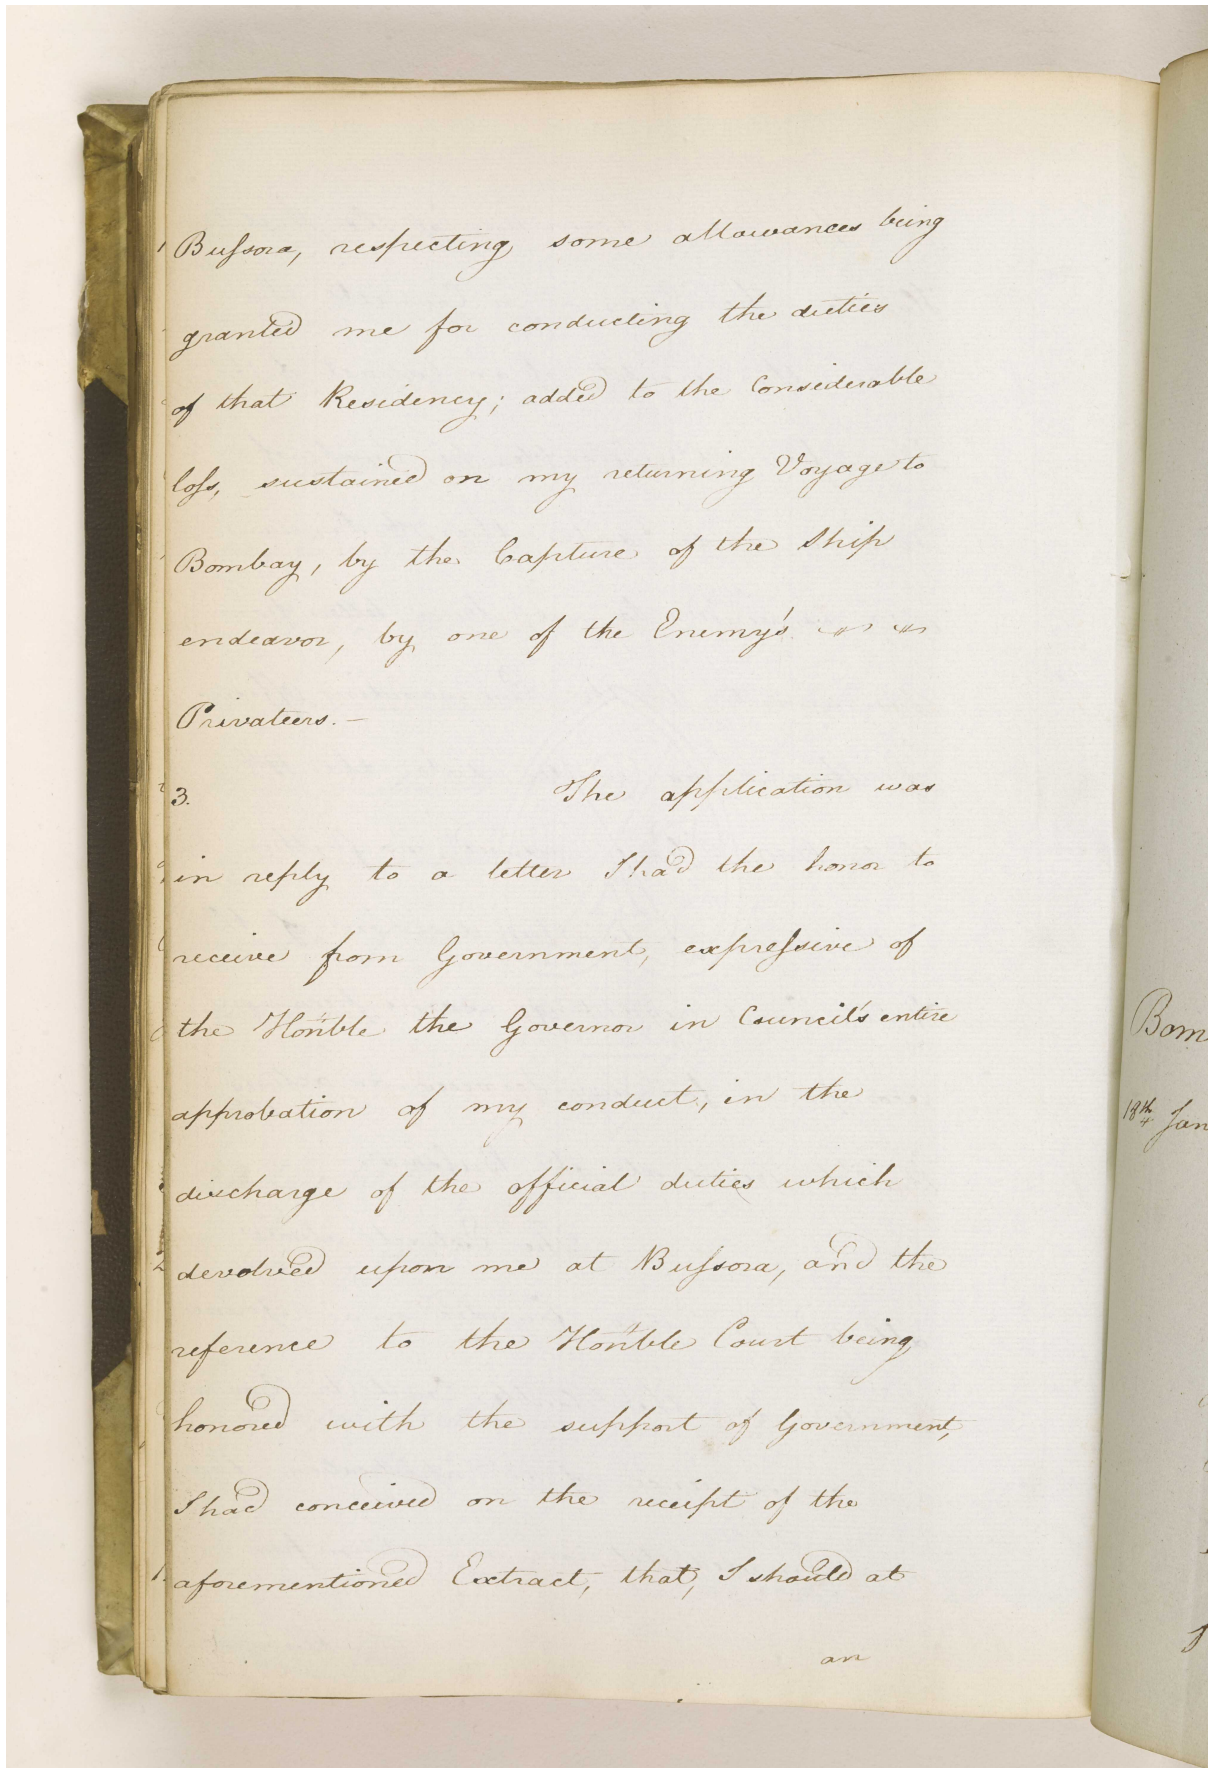 Bussora, respecting some allowances being
granted me for conducting the duties
of that Residency; added to the Considerable
loss, sustained on my returning Voyage to
Bombay, by the Capture of the Ship
endeavor, by one of the Enemy's
Privateers. —
3. The application was
in reply to a letter I had the honor to
receive from Government, expressive of
the Hon'ble the Governor in Council's entire
approbation of my conduct, in the
discharge of the official duties which
devolved upon me at Bussora, and the
reference to the Hon'ble Court being
honored with the support of Government,
I had conceived on the receipt of the
aforementioned Extract, that, I should at
an
Bom
18th Jan